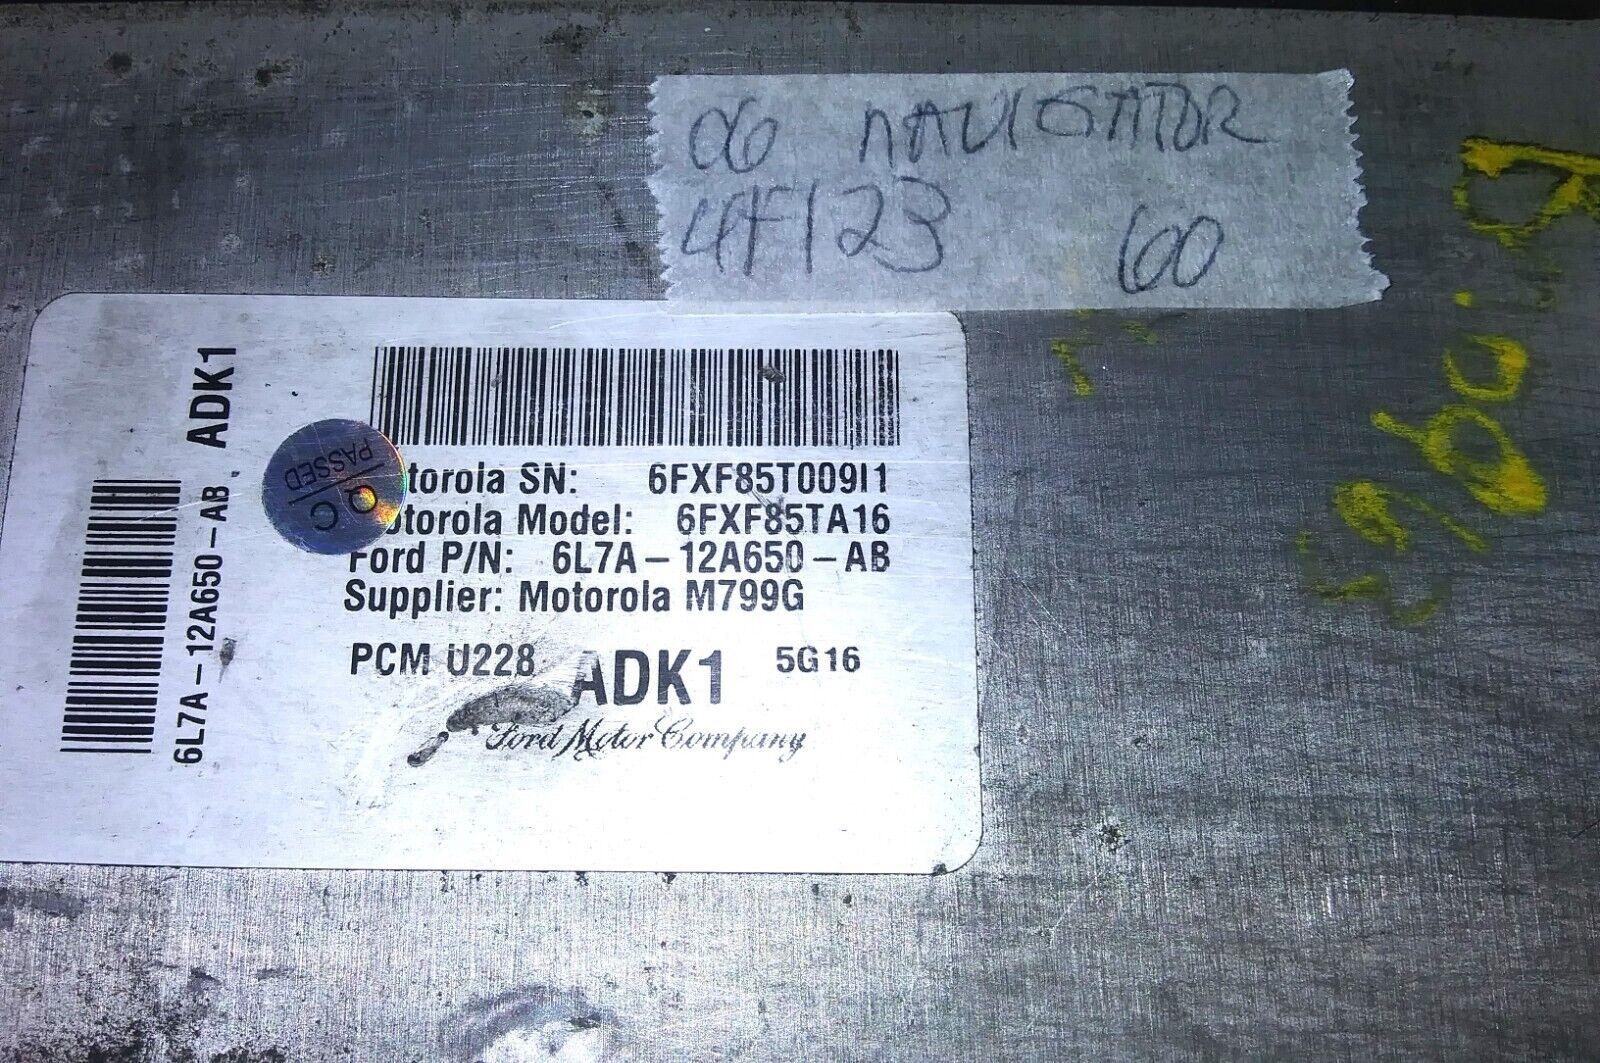 06 NAVIGATOR
4F123 60
ADK1
6L7A-12A650-AB
QC
PASSED
torola SN: 6FXF85T009I1
Motorola Model: 6FXF85TA16
Ford P/N: 6L7A-12A650-AB
Supplier: Motorola M799G
PCM U228 ADK1 5G16
Ford Motor Company